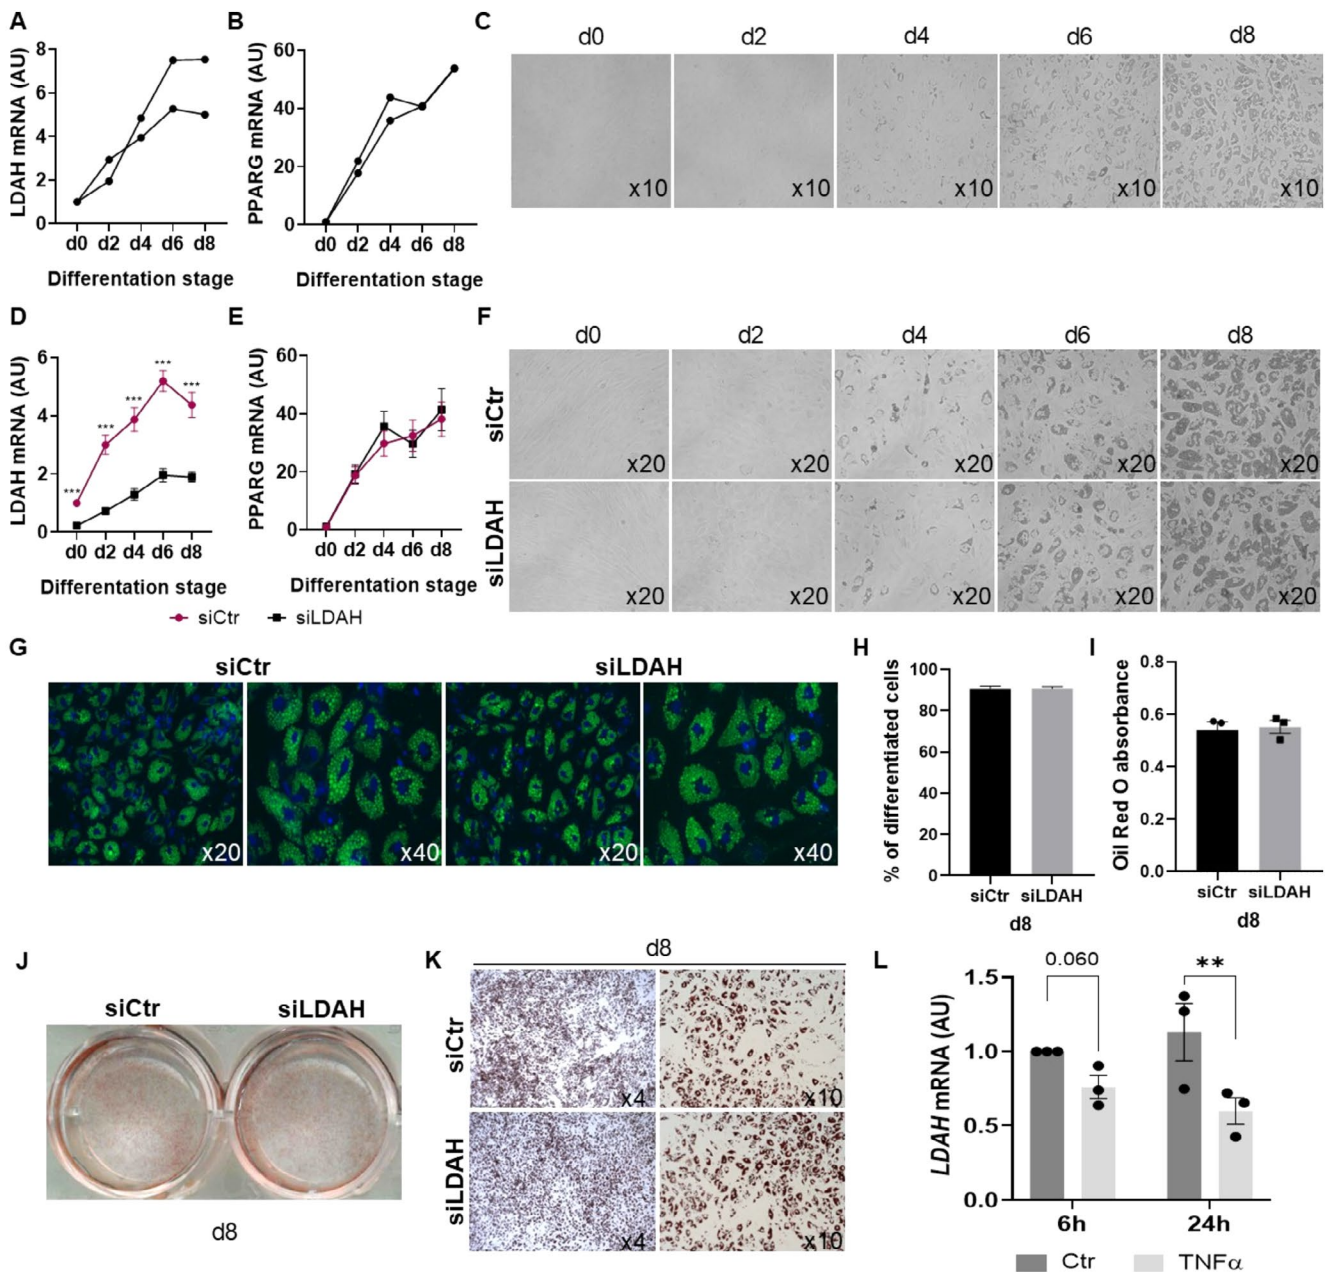 A
LDAH mRNA (AU)
8
6
4
2
0
d0 d2 d4 d6 d8
Differentation stage
B
PPARG mRNA (AU)
60
40
20
0
d0 d2 d4 d6 d8
Differentation stage
C
d0 d2 d4 d6 d8
x10 x10 x10 x10 x10
D
LDAH mRNA (AU)
6
4
2
0
*** *** *** *** ***
d0 d2 d4 d6 d8
Differentation stage
E
PPARG mRNA (AU)
60
40
20
0
d0 d2 d4 d6 d8
Differentation stage
siCtr siLDAH
F
d0 d2 d4 d6 d8
siCtr
x20 x20 x20 x20 x20
siLDAH
x20 x20 x20 x20 x20
G
siCtr siLDAH
x20 x40 x20 x40
H
% of differentiated cells
100
80
60
40
20
0
siCtr siLDAH
d8
I
Oil Red O absorbance
0.8
0.6
0.4
0.2
0.0
siCtr siLDAH
d8
J
siCtr siLDAH
d8
K
d8
siCtr
x4 x10
siLDAH
x4 x10
L
LDAH mRNA (AU)
1.5
1.0
0.5
0.0
0.060 **
6h 24h
Ctr TNFα